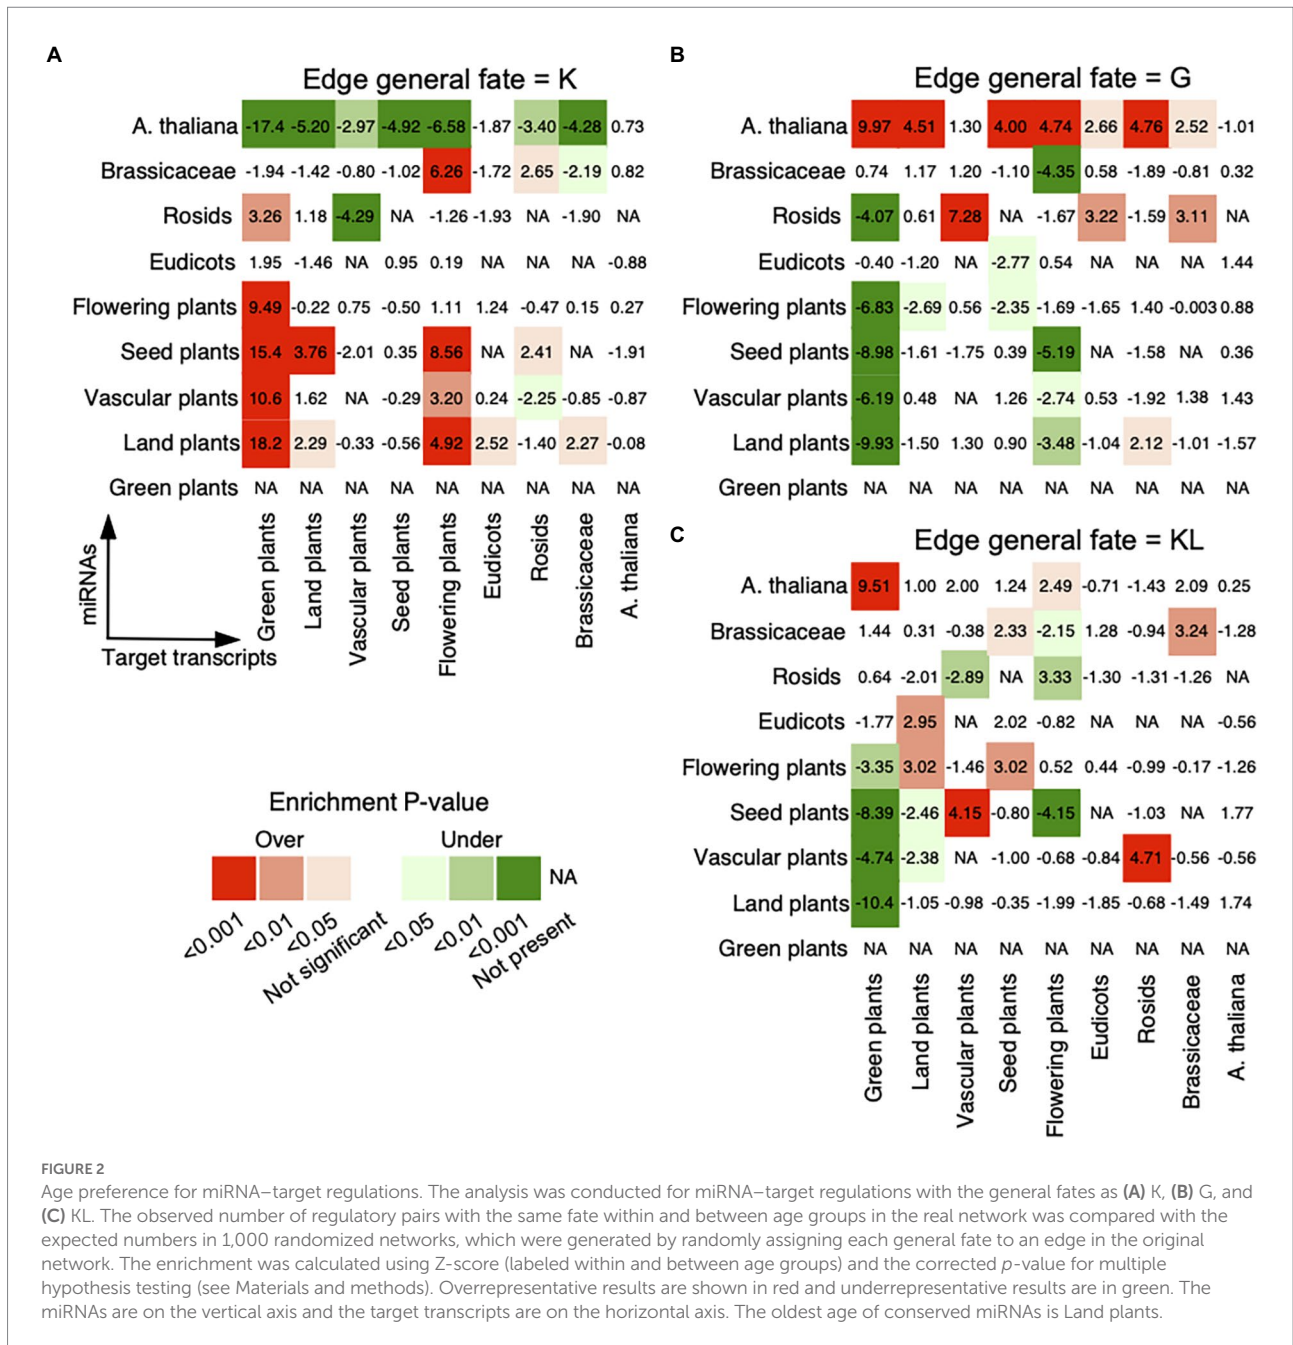 A
Edge general fate = K
A. thaliana -17.4 -5.20 -2.97 -4.92 -6.58 -1.87 -3.40 -4.28 0.73
Brassicaceae -1.94 -1.42 -0.80 -1.02 6.26 -1.72 2.65 -2.19 0.82
Rosids 3.26 1.18 -4.29 NA -1.26 -1.93 NA -1.90 NA
Eudicots 1.95 -1.46 NA 0.95 0.19 NA NA NA -0.88
Flowering plants 9.49 -0.22 0.75 -0.50 1.11 1.24 -0.47 0.15 0.27
Seed plants 15.4 3.76 -2.01 0.35 8.56 NA 2.41 NA -1.91
Vascular plants 10.6 1.62 NA -0.29 3.20 0.24 -2.25 -0.85 -0.87
Land plants 18.2 2.29 -0.33 -0.56 4.92 2.52 -1.40 2.27 -0.08
Green plants NA NA NA NA NA NA NA NA NA
miRNAs
Target transcripts
Green plants
Land plants
Vascular plants
Seed plants
Flowering plants
Eudicots
Rosids
Brassicaceae
A. thaliana
B
Edge general fate = G
A. thaliana 9.97 4.51 1.30 4.00 4.74 2.66 4.76 2.52 -1.01
Brassicaceae 0.74 1.17 1.20 -1.10 -4.35 0.58 -1.89 -0.81 0.32
Rosids -4.07 0.61 7.28 NA -1.67 3.22 -1.59 3.11 NA
Eudicots -0.40 -1.20 NA -2.77 0.54 NA NA NA 1.44
Flowering plants -6.83 -2.69 0.56 -2.35 -1.69 -1.65 1.40 -0.003 0.88
Seed plants -8.98 -1.61 -1.75 0.39 -5.19 NA -1.58 NA 0.36
Vascular plants -6.19 0.48 NA 1.26 -2.74 0.53 -1.92 1.38 1.43
Land plants -9.93 -1.50 1.30 0.90 -3.48 -1.04 2.12 -1.01 -1.57
Green plants NA NA NA NA NA NA NA NA NA
C
Edge general fate = KL
A. thaliana 9.51 1.00 2.00 1.24 2.49 -0.71 -1.43 2.09 0.25
Brassicaceae 1.44 0.31 -0.38 2.33 -2.15 1.28 -0.94 3.24 -1.28
Rosids 0.64 -2.01 -2.89 NA 3.33 -1.30 -1.31 -1.26 NA
Eudicots -1.77 2.95 NA 2.02 -0.82 NA NA NA -0.56
Flowering plants -3.35 3.02 -1.46 3.02 0.52 0.44 -0.99 -0.17 -1.26
Seed plants -8.39 -2.46 4.15 -0.80 -4.15 NA -1.03 NA 1.77
Vascular plants -4.74 -2.38 NA -1.00 -0.68 -0.84 4.71 -0.56 -0.56
Land plants -10.4 -1.05 -0.98 -0.35 -1.99 -1.85 -0.68 -1.49 1.74
Green plants NA NA NA NA NA NA NA NA NA
Green plants
Land plants
Vascular plants
Seed plants
Flowering plants
Eudicots
Rosids
Brassicaceae
A. thaliana
Enrichment P-value
Over Under
NA
<0.001 <0.01 <0.05 Not significant <0.05 <0.01 <0.001 Not present
FIGURE 2
Age preference for miRNA–target regulations. The analysis was conducted for miRNA–target regulations with the general fates as (A) K, (B) G, and
(C) KL. The observed number of regulatory pairs with the same fate within and between age groups in the real network was compared with the
expected numbers in 1,000 randomized networks, which were generated by randomly assigning each general fate to an edge in the original
network. The enrichment was calculated using Z-score (labeled within and between age groups) and the corrected p-value for multiple
hypothesis testing (see Materials and methods). Overrepresentative results are shown in red and underrepresentative results are in green. The
miRNAs are on the vertical axis and the target transcripts are on the horizontal axis. The oldest age of conserved miRNAs is Land plants.